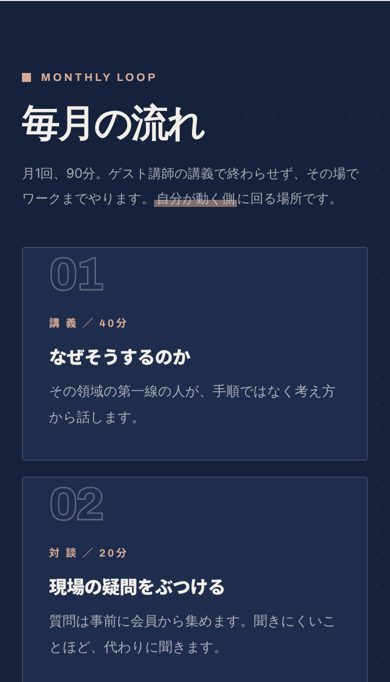 MONTHLY LOOP
毎月の流れ
月1回、90分。ゲスト講師の講義で終わらせず、その場で
ワークまでやります。自分が動く側に回る場所です。
01
講義 ／ 40分
なぜそうするのか
その領域の第一線の人が、手順ではなく考え方
から話します。
02
対談 ／ 20分
現場の疑問をぶつける
質問は事前に会員から集めます。聞きにくいこ
とほど、代わりに聞きます。